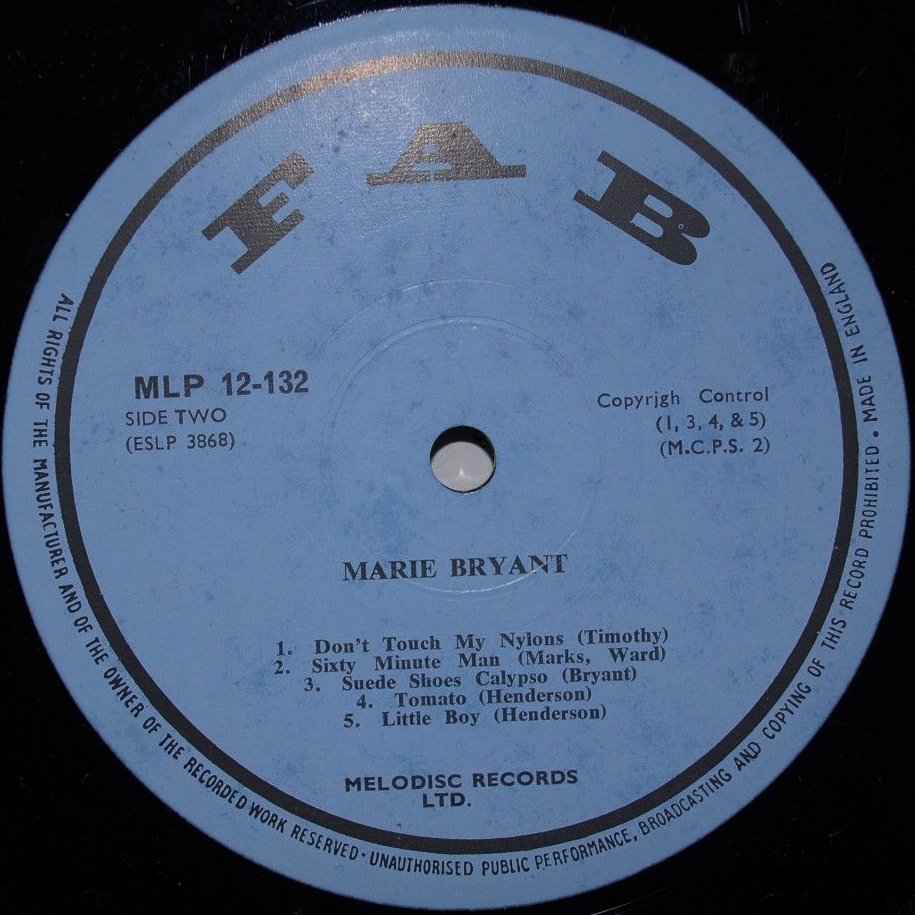 FAB
MLP 12-132
SIDE TWO
(ESLP 3868)
Copyrigh Control
(1, 3, 4, & 5)
(M.C.P.S. 2)
MARIE BRYANT
1. Don't Touch My Nylons (Timothy)
2. Sixty Minute Man (Marks, Ward)
3. Suede Shoes Calypso (Bryant)
4. Tomato (Henderson)
5. Little Boy (Henderson)
MELODISC RECORDS
LTD.
ALL RIGHTS OF THE MANUFACTURER AND OF THE OWNER OF THE RECORDED WORK RESERVED · UNAUTHORISED PUBLIC PERFORMANCE, BROADCASTING AND COPYING OF THIS RECORD PROHIBITED . MADE IN ENGLAND